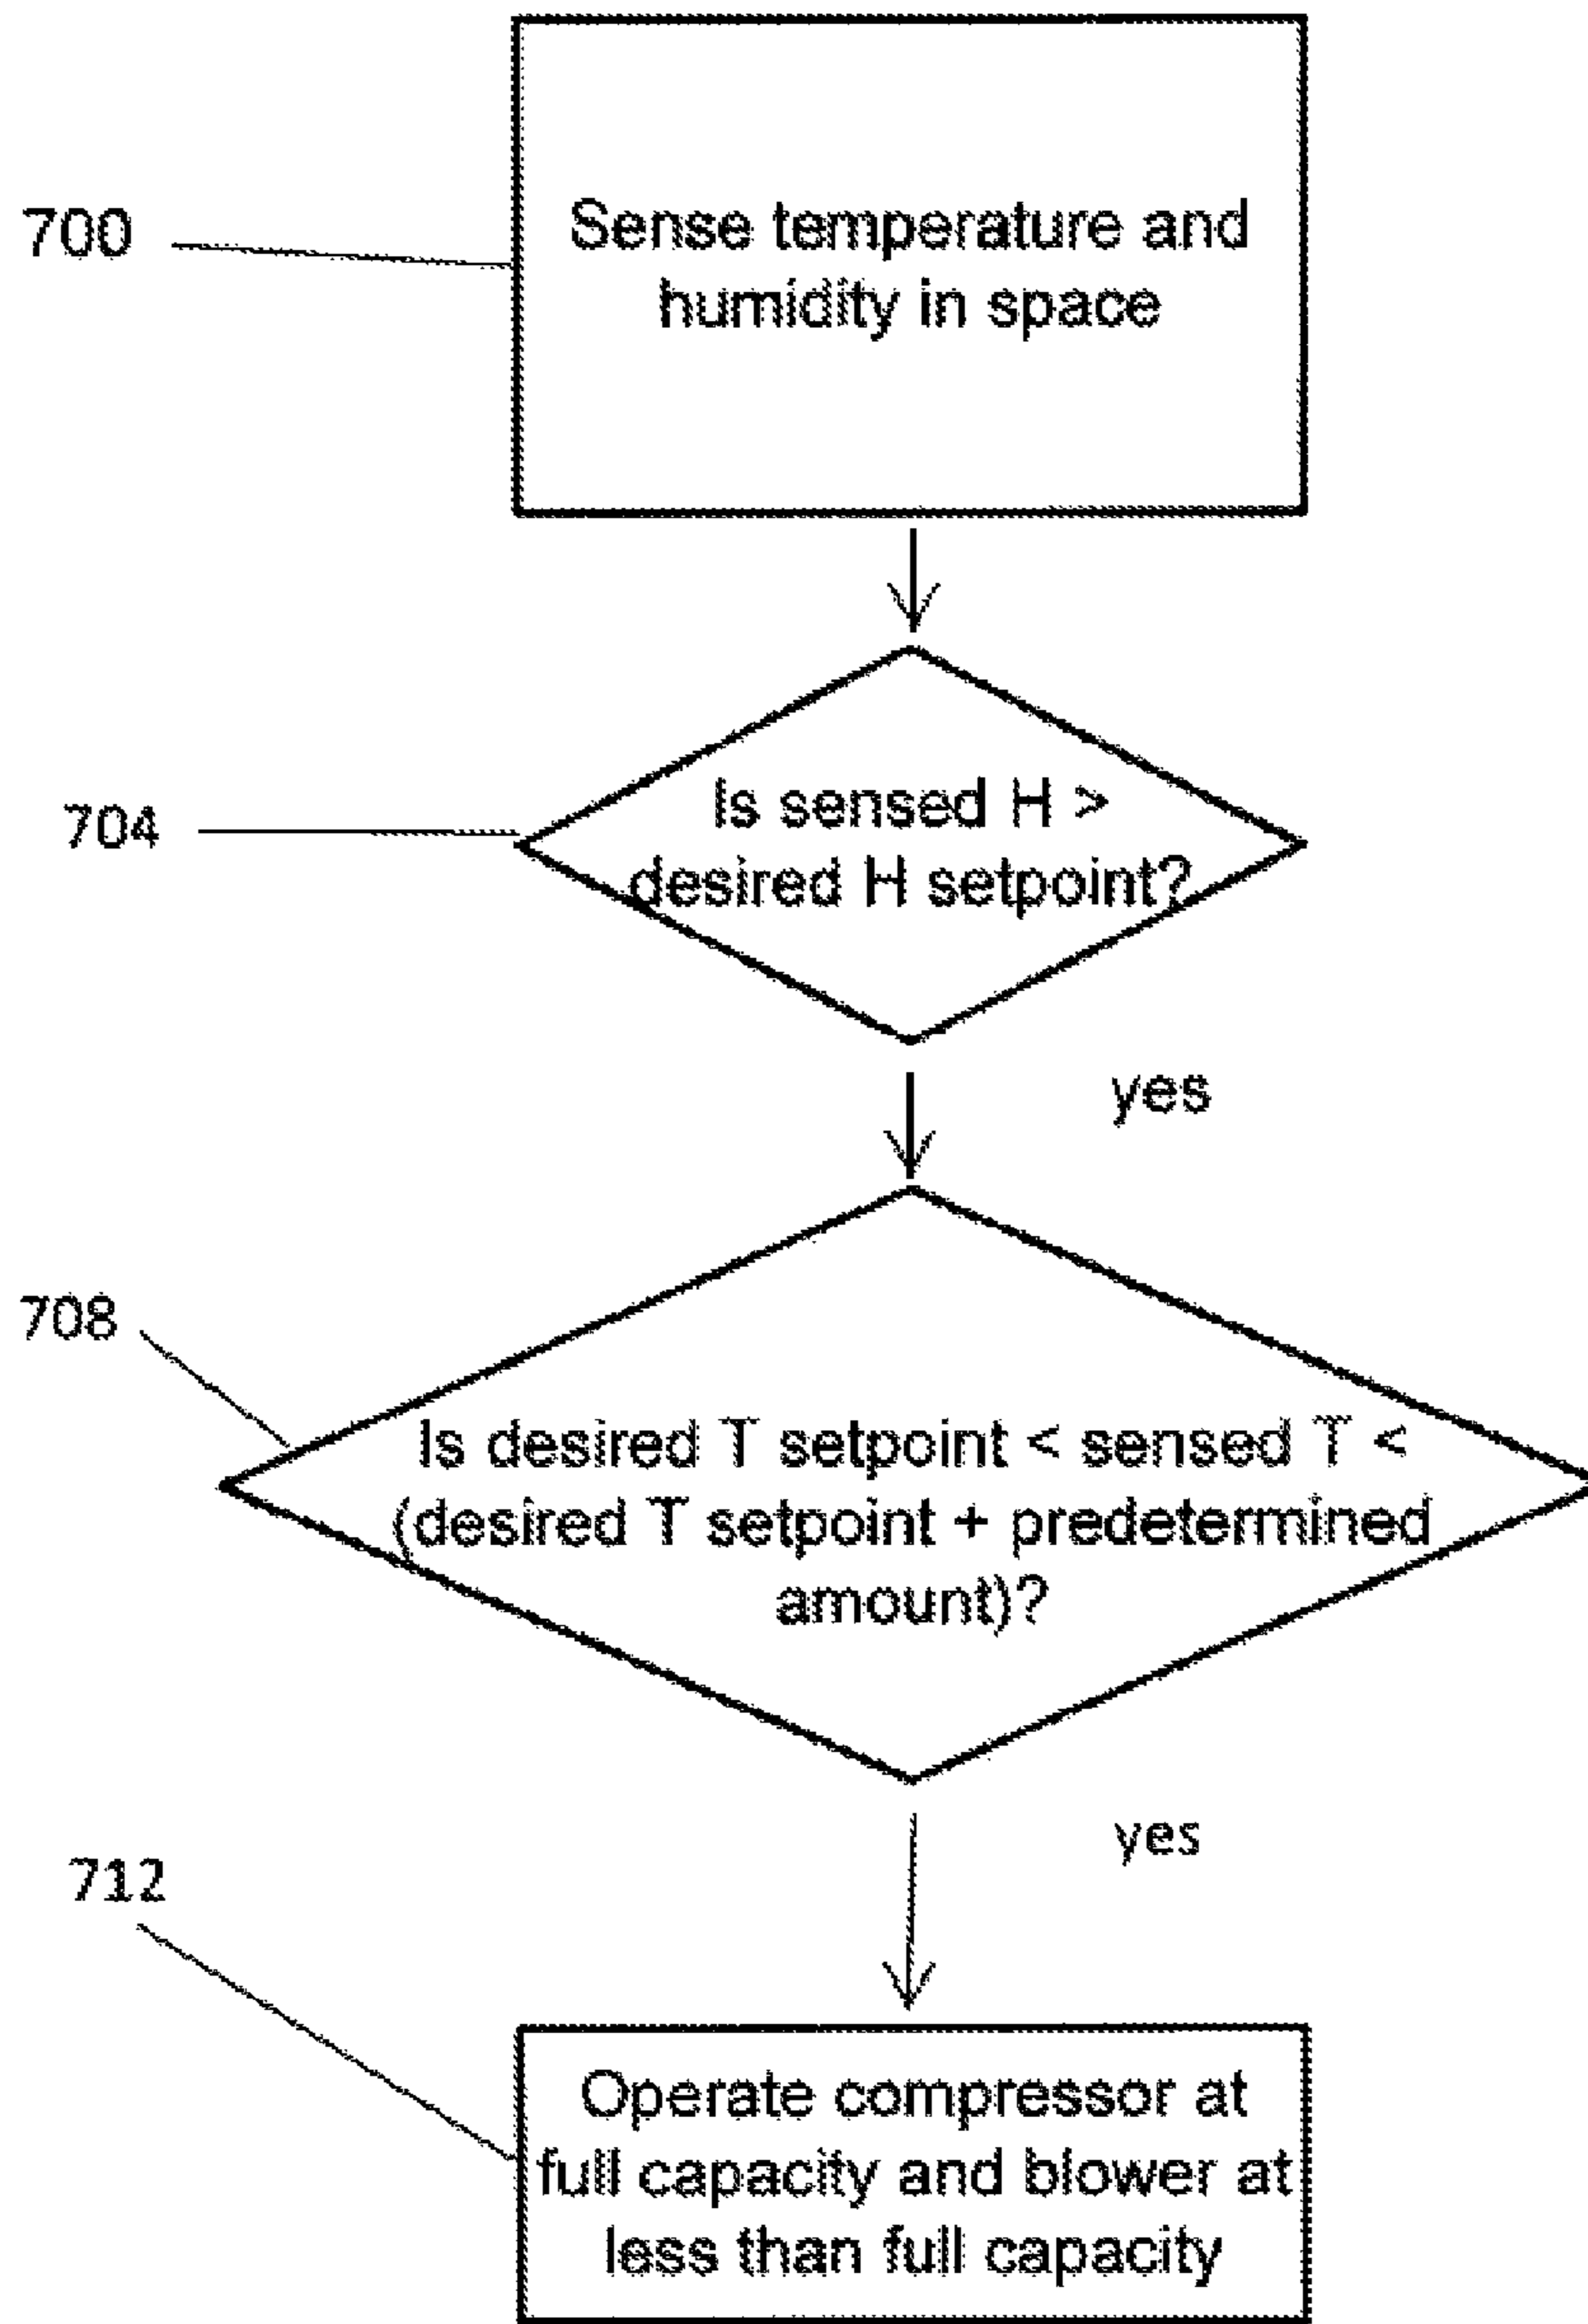 700
Sense temperature and
humidity in space
704
Is sensed H >
desired H setpoint?
yes
708
Is desired T setpoint < sensed T <
(desired T setpoint + predetermined
amount)?
yes
712
Operate compressor at
full capacity and blower at
less than full capacity